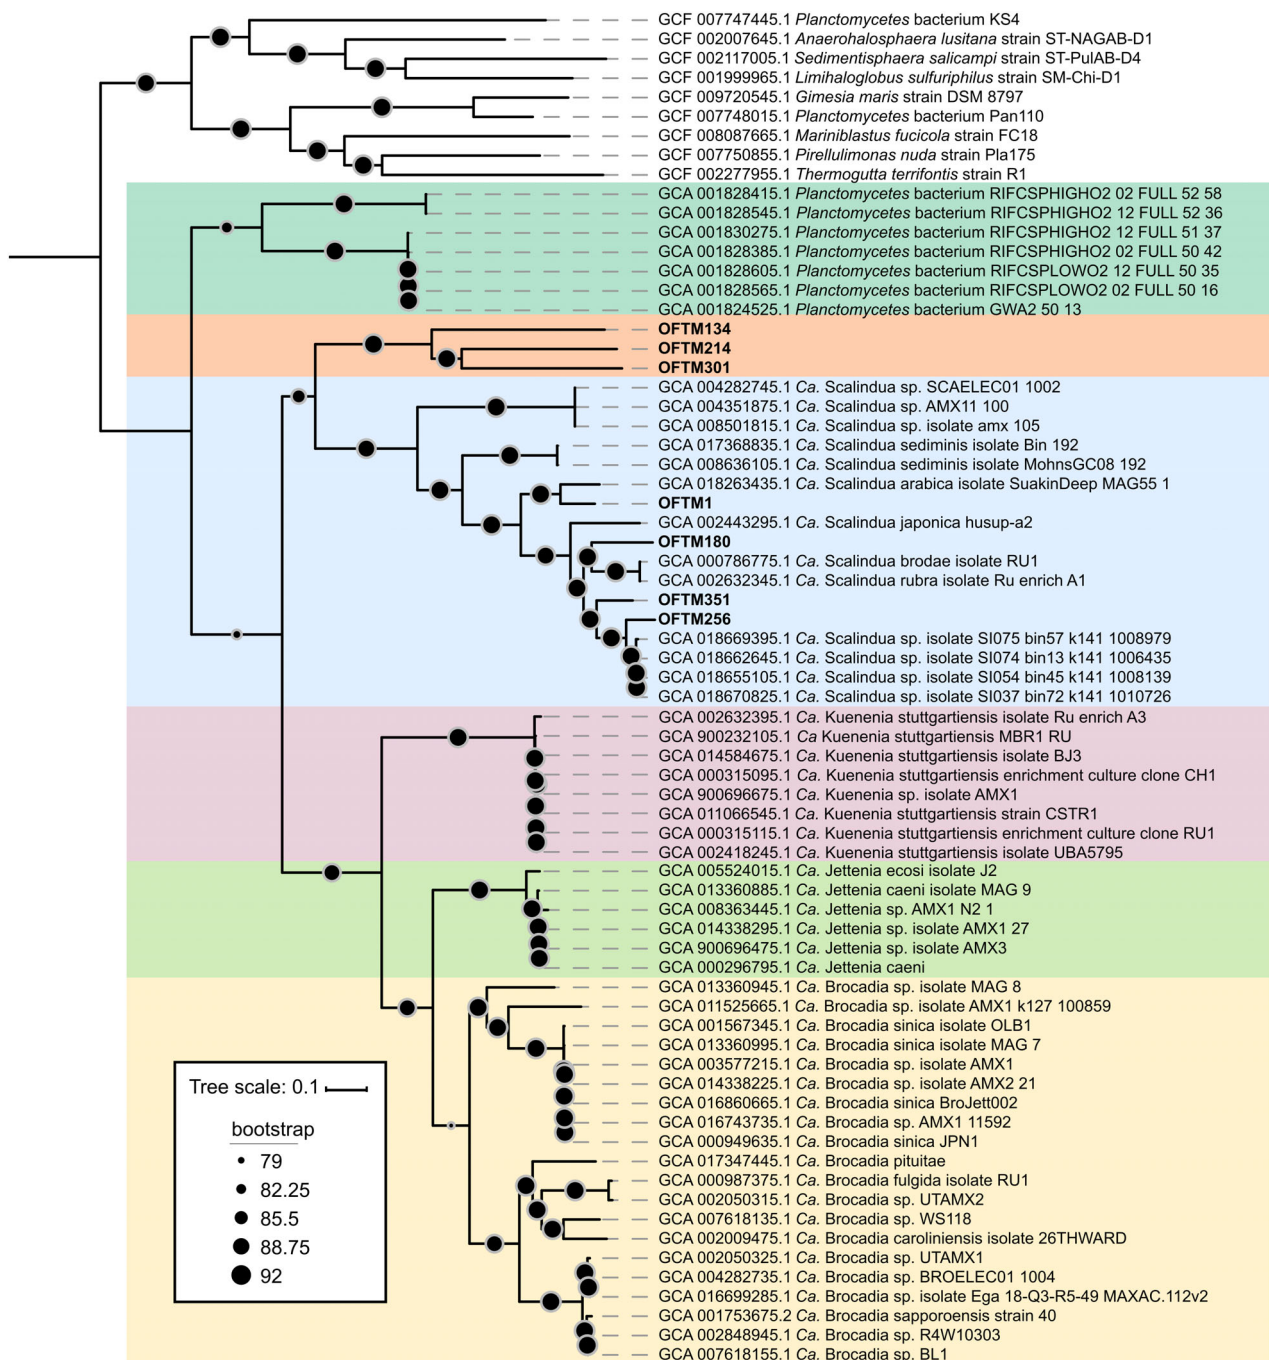 GCF 007747445.1 Planctomycetes bacterium KS4
GCF 002007645.1 Anaerohalosphaera lusitana strain ST-NAGAB-D1
GCF 002117005.1 Sedimentisphaera salicampi strain ST-PulAB-D4
GCF 001999965.1 Limihaloglobus sulfuriphilus strain SM-Chi-D1
GCF 009720545.1 Gimesia maris strain DSM 8797
GCF 007748015.1 Planctomycetes bacterium Pan110
GCF 008087665.1 Mariniblastus fucicola strain FC18
GCF 007750855.1 Pirellulimonas nuda strain Pla175
GCF 002277955.1 Thermogutta terrifontis strain R1
GCA 001828415.1 Planctomycetes bacterium RIFCSPHIGHO2 02 FULL 52 58
GCA 001828545.1 Planctomycetes bacterium RIFCSPHIGHO2 12 FULL 52 36
GCA 001830275.1 Planctomycetes bacterium RIFCSPHIGHO2 12 FULL 51 37
GCA 001828385.1 Planctomycetes bacterium RIFCSPHIGHO2 02 FULL 50 42
GCA 001828605.1 Planctomycetes bacterium RIFCSPLOWO2 12 FULL 50 35
GCA 001828565.1 Planctomycetes bacterium RIFCSPLOWO2 02 FULL 50 16
GCA 001824525.1 Planctomycetes bacterium GWA2 50 13
OFTM134
OFTM214
OFTM301
GCA 004282745.1 Ca. Scalindua sp. SCAELEC01 1002
GCA 004351875.1 Ca. Scalindua sp. AMX11 100
GCA 008501815.1 Ca. Scalindua sp. isolate amx 105
GCA 017368835.1 Ca. Scalindua sediminis isolate Bin 192
GCA 008636105.1 Ca. Scalindua sediminis isolate MohnsGC08 192
GCA 018263435.1 Ca. Scalindua arabica isolate SuakinDeep MAG55 1
OFTM1
GCA 002443295.1 Ca. Scalindua japonica husup-a2
OFTM180
GCA 000786775.1 Ca. Scalindua brodae isolate RU1
GCA 002632345.1 Ca. Scalindua rubra isolate Ru enrich A1
OFTM351
OFTM256
GCA 018669395.1 Ca. Scalindua sp. isolate SI075 bin57 k141 1008979
GCA 018662645.1 Ca. Scalindua sp. isolate SI074 bin13 k141 1006435
GCA 018655105.1 Ca. Scalindua sp. isolate SI054 bin45 k141 1008139
GCA 018670825.1 Ca. Scalindua sp. isolate SI037 bin72 k141 1010726
GCA 002632395.1 Ca. Kuenenia stuttgartiensis isolate Ru enrich A3
GCA 900232105.1 Ca Kuenenia stuttgartiensis MBR1 RU
GCA 014584675.1 Ca. Kuenenia stuttgartiensis isolate BJ3
GCA 000315095.1 Ca. Kuenenia stuttgartiensis enrichment culture clone CH1
GCA 900696675.1 Ca. Kuenenia sp. isolate AMX1
GCA 011066545.1 Ca. Kuenenia stuttgartiensis strain CSTR1
GCA 000315115.1 Ca. Kuenenia stuttgartiensis enrichment culture clone RU1
GCA 002418245.1 Ca. Kuenenia stuttgartiensis isolate UBA5795
GCA 005524015.1 Ca. Jettenia ecosi isolate J2
GCA 013360885.1 Ca. Jettenia caeni isolate MAG 9
GCA 008363445.1 Ca. Jettenia sp. AMX1 N2 1
GCA 014338295.1 Ca. Jettenia sp. isolate AMX1 27
GCA 900696475.1 Ca. Jettenia sp. isolate AMX3
GCA 000296795.1 Ca. Jettenia caeni
GCA 013360945.1 Ca. Brocadia sp. isolate MAG 8
GCA 011525665.1 Ca. Brocadia sp. isolate AMX1 k127 100859
GCA 001567345.1 Ca. Brocadia sinica isolate OLB1
GCA 013360995.1 Ca. Brocadia sinica isolate MAG 7
GCA 003577215.1 Ca. Brocadia sp. isolate AMX1
GCA 014338225.1 Ca. Brocadia sp. isolate AMX2 21
GCA 016860665.1 Ca. Brocadia sinica BroJett002
GCA 016743735.1 Ca. Brocadia sp. AMX1 11592
GCA 000949635.1 Ca. Brocadia sinica JPN1
GCA 017347445.1 Ca. Brocadia pituitae
GCA 000987375.1 Ca. Brocadia fulgida isolate RU1
GCA 002050315.1 Ca. Brocadia sp. UTAMX2
GCA 007618135.1 Ca. Brocadia sp. WS118
GCA 002009475.1 Ca. Brocadia caroliniensis isolate 26THWARD
GCA 002050325.1 Ca. Brocadia sp. UTAMX1
GCA 004282735.1 Ca. Brocadia sp. BROELEC01 1004
GCA 016699285.1 Ca. Brocadia sp. isolate Ega 18-Q3-R5-49 MAXAC.112v2
GCA 001753675.2 Ca. Brocadia sapporoensis strain 40
GCA 002848945.1 Ca. Brocadia sp. R4W10303
GCA 007618155.1 Ca. Brocadia sp. BL1
Tree scale: 0.1
bootstrap
79
82.25
85.5
88.75
92